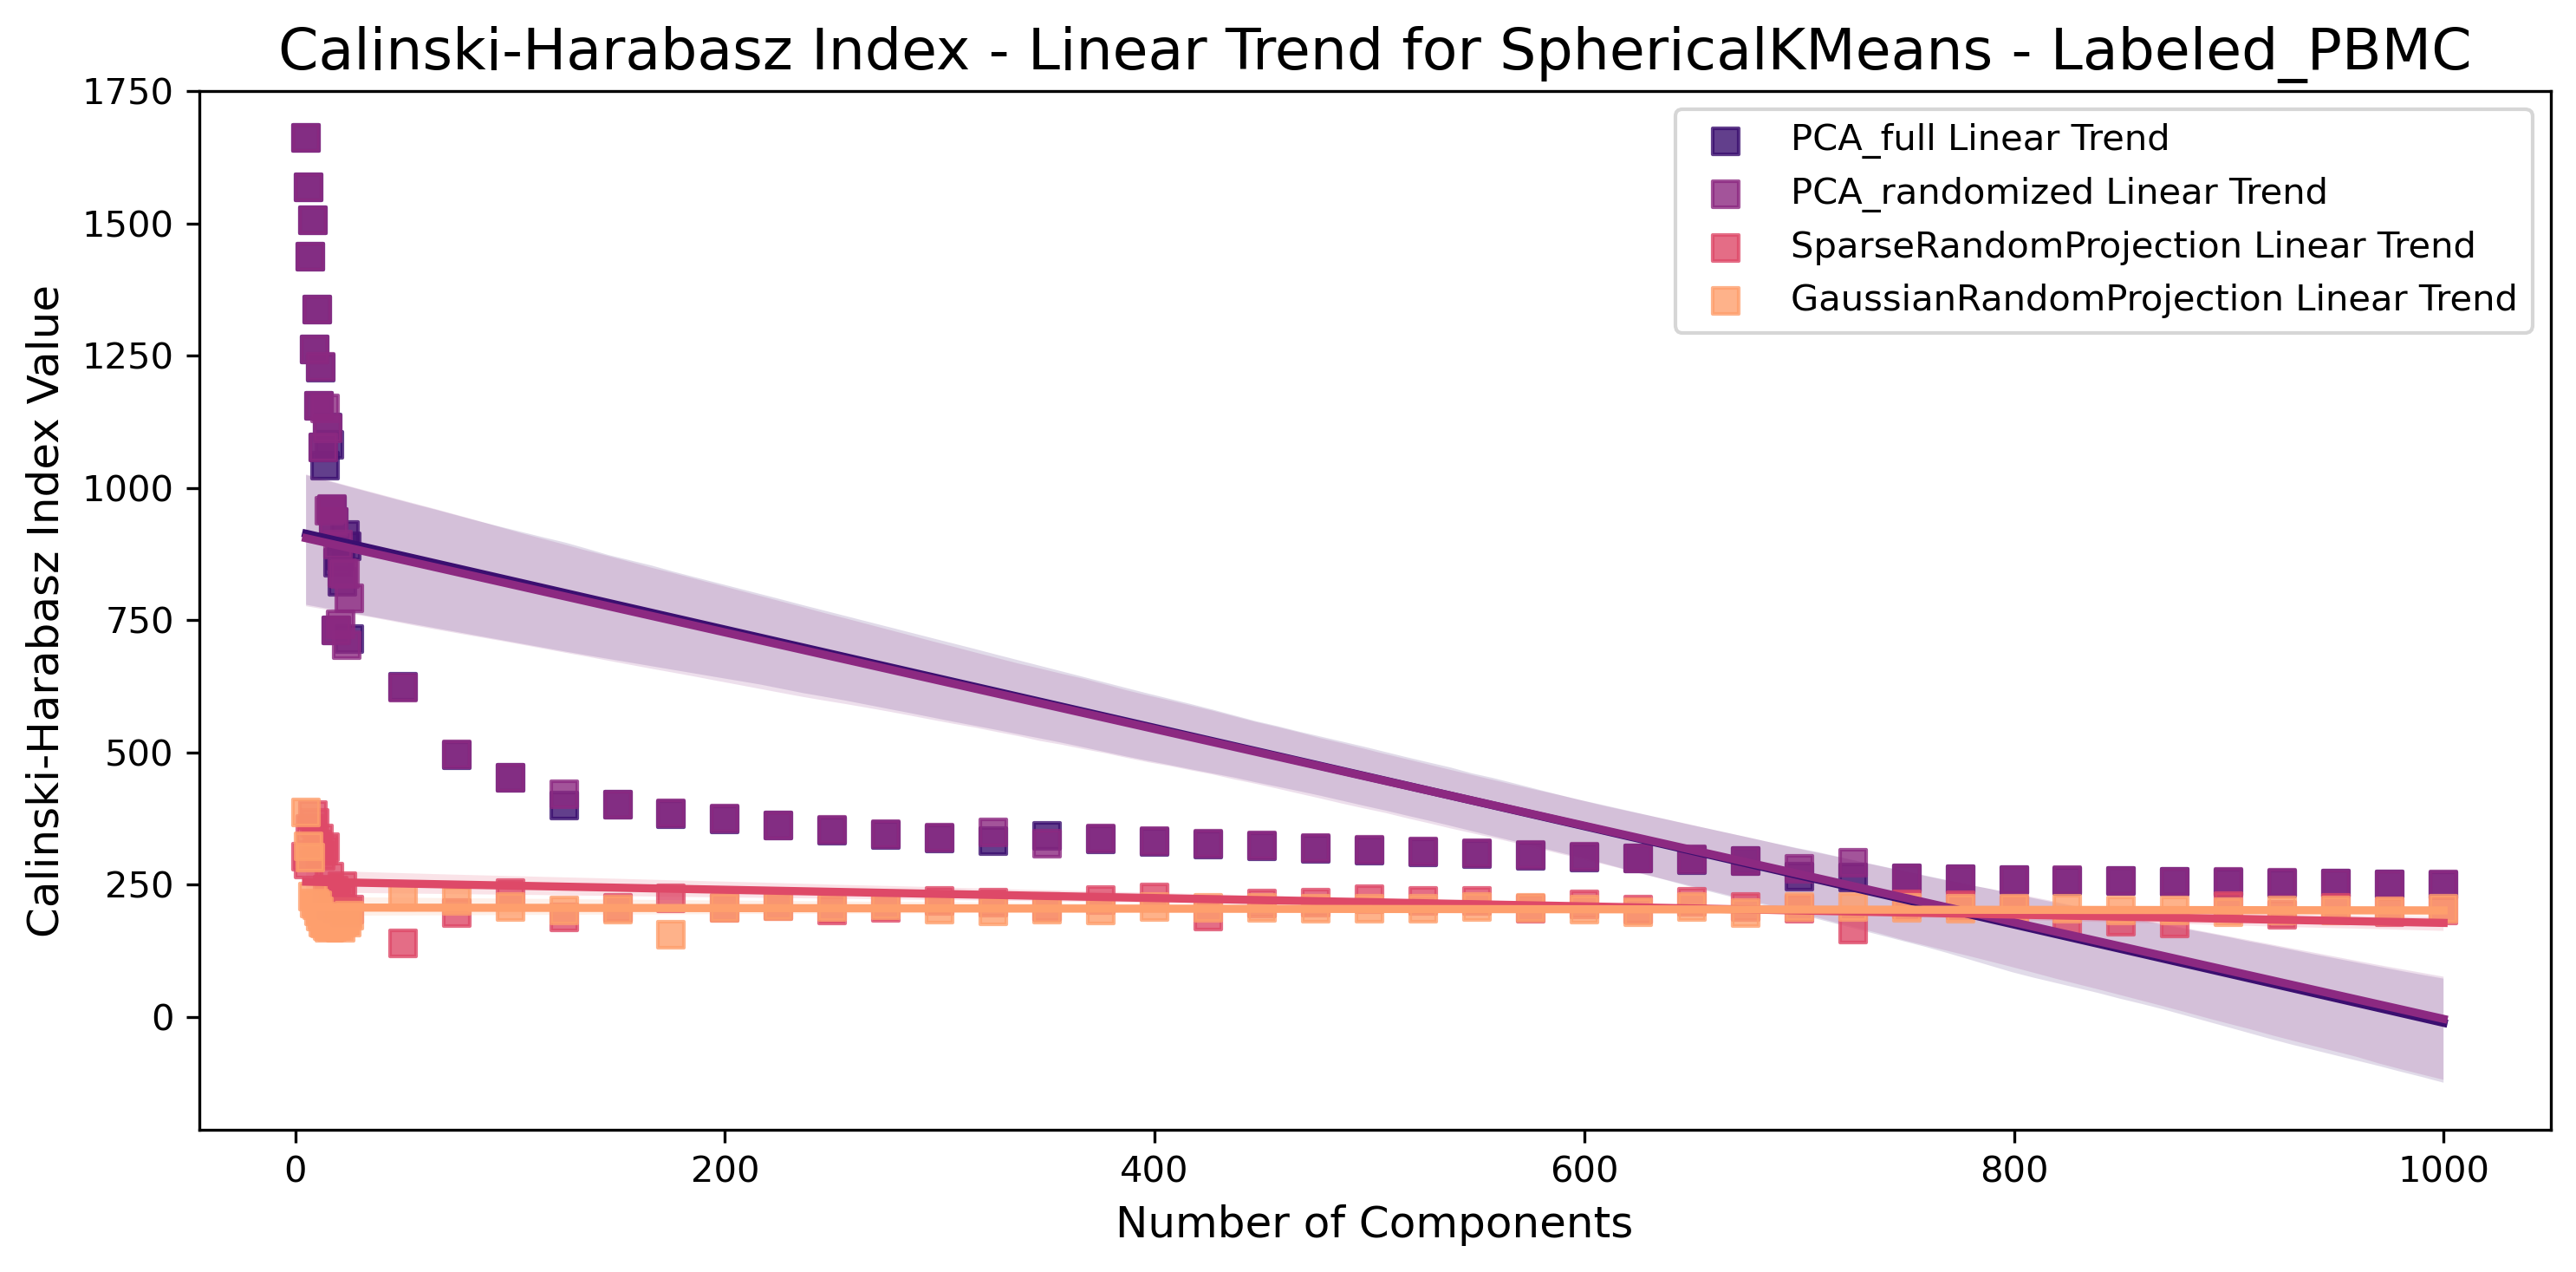 Calinski-Harabasz Index - Linear Trend for SphericalKMeans - Labeled_PBMC
PCA_full Linear Trend
PCA_randomized Linear Trend
SparseRandomProjection Linear Trend
GaussianRandomProjection Linear Trend
Calinski-Harabasz Index Value
1750
1500
1250
1000
750
500
250
0
0 200 400 600 800 1000
Number of Components